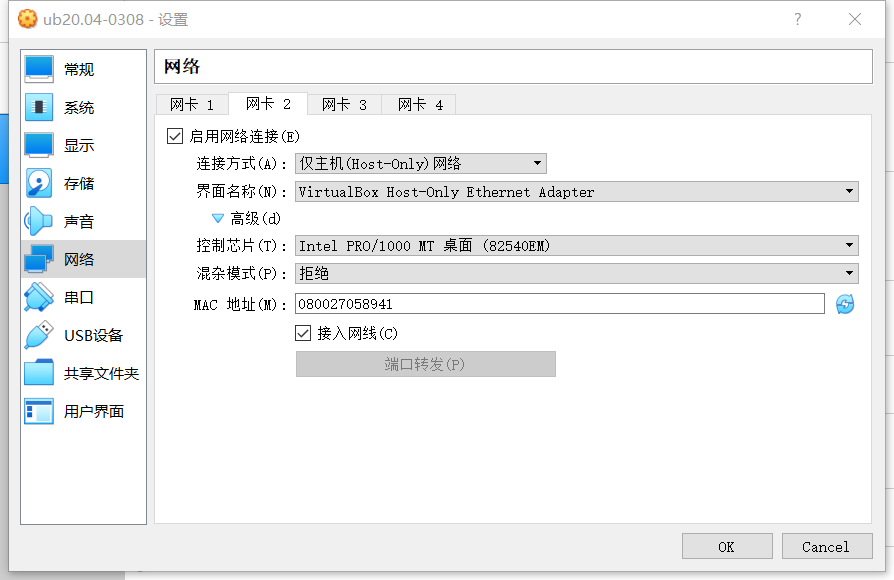 ub20.04-0308 - 设置
?
常规
系统
显示
存储
声音
网络
串口
USB设备
共享文件夹
用户界面
网络
网卡 1 网卡 2 网卡 3 网卡 4
启用网络连接(E)
连接方式(A): 仅主机(Host-Only)网络
界面名称(N): VirtualBox Host-Only Ethernet Adapter
高级(d)
控制芯片(T): Intel PRO/1000 MT 桌面 (82540EM)
混杂模式(P): 拒绝
MAC 地址(M): 080027058941
接入网线(C)
端口转发(P)
OK Cancel